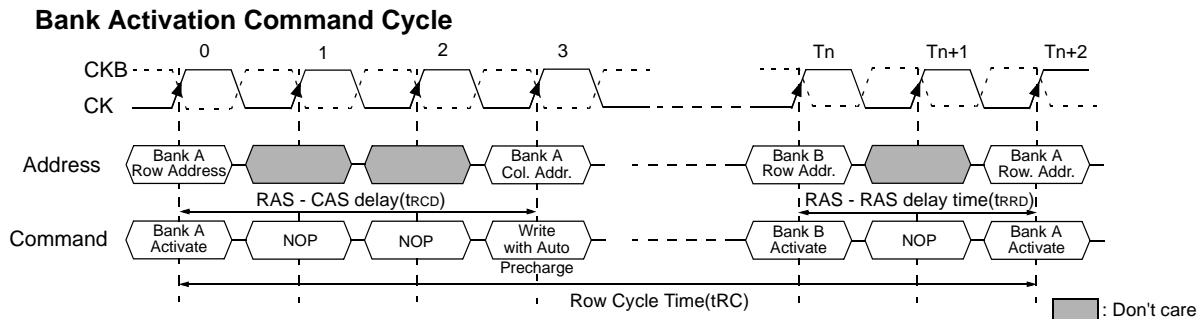 Bank Activation Command Cycle
0 1 2 3 Tn Tn+1 Tn+2
CKB
CK
Address
Bank A
Row Address
Bank A
Col. Addr.
Bank B
Row Addr.
Bank A
Row. Addr.
RAS - CAS delay(tRCD)
RAS - RAS delay time(tRRD)
Command
Bank A
Activate
NOP
NOP
Write
with Auto
Precharge
Bank B
Activate
NOP
Bank A
Activate
Row Cycle Time(tRC)
: Don't care